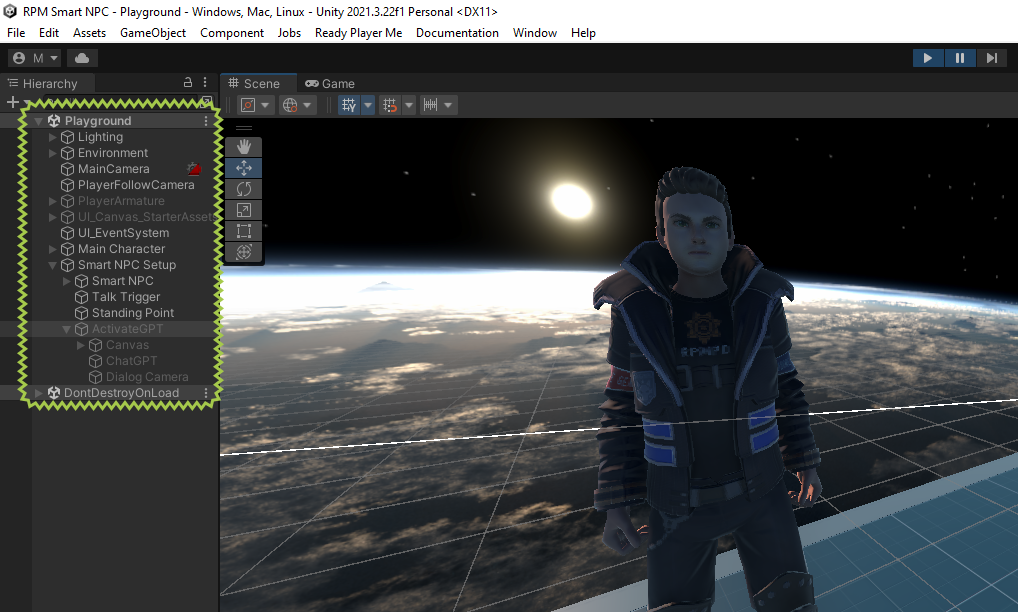 RPM Smart NPC - Playground - Windows, Mac, Linux - Unity 2021.3.22f1 Personal <DX11>
File Edit Assets GameObject Component Jobs Ready Player Me Documentation Window Help
M
Hierarchy
Scene
Game
Playground
Lighting
Environment
MainCamera
PlayerFollowCamera
PlayerArmature
UI_Canvas_StarterAsset
UI_EventSystem
Main Character
Smart NPC Setup
Smart NPC
Talk Trigger
Standing Point
ActivateGPT
Canvas
ChatGPT
Dialog Camera
DontDestroyOnLoad